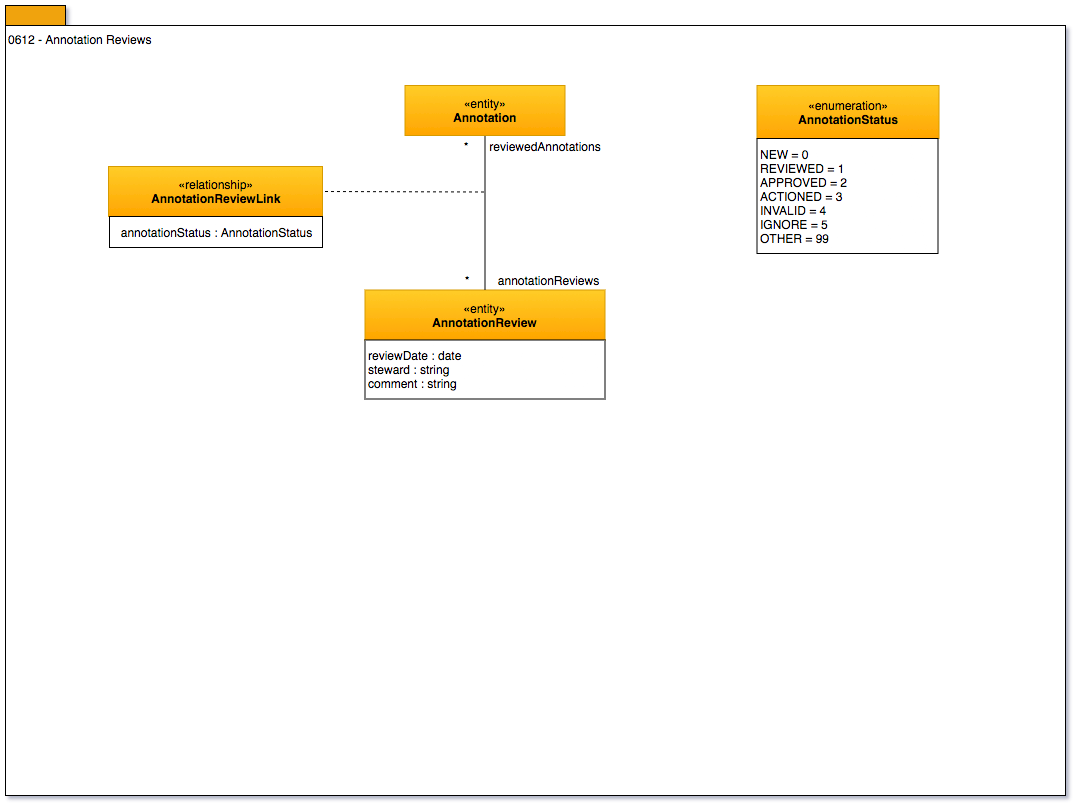 0612 - Annotation Reviews
«entity»
Annotation
* reviewedAnnotations
«enumeration»
AnnotationStatus
NEW = 0
REVIEWED = 1
APPROVED = 2
ACTIONED = 3
INVALID = 4
IGNORE = 5
OTHER = 99
«relationship»
AnnotationReviewLink
annotationStatus : AnnotationStatus
* annotationReviews
«entity»
AnnotationReview
reviewDate : date
steward : string
comment : string